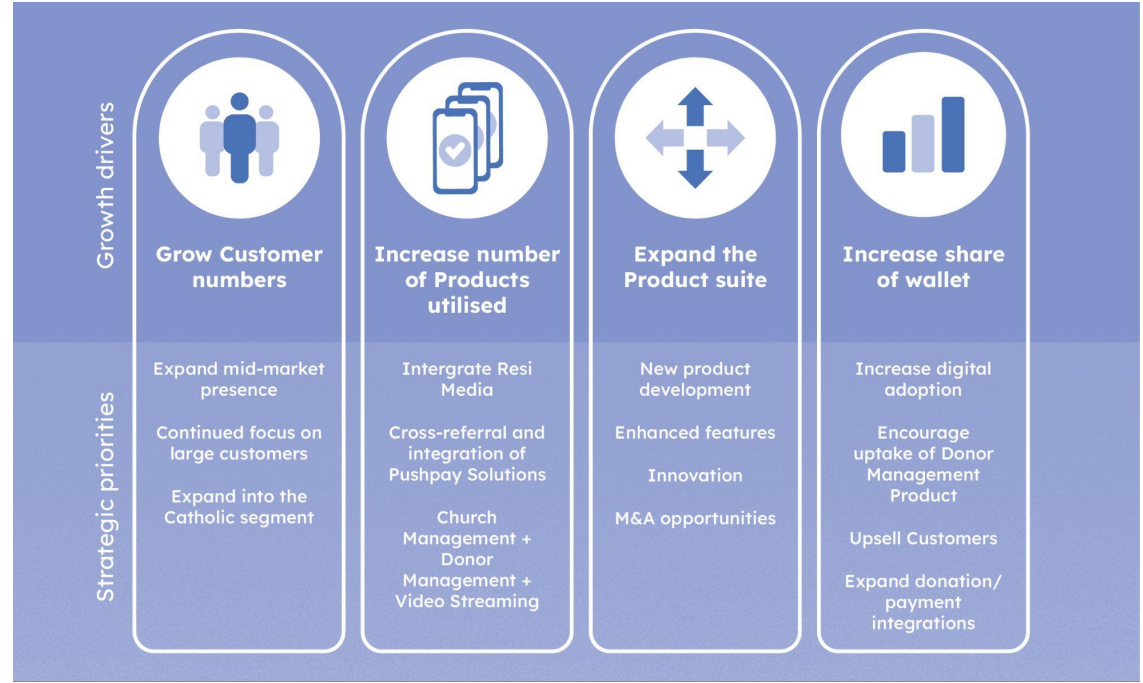 Growth drivers
Grow Customer
numbers
Increase number
of Products
utilised
Expand the
Product suite
Increase share
of wallet
Strategic priorities
Expand mid-market
presence
Continued focus on
large customers
Expand into the
Catholic segment
Intergrate Resi
Media
Cross-referral and
integration of
Pushpay Solutions
Church
Management +
Donor
Management +
Video Streaming
New product
development
Enhanced features
Innovation
M&A opportunities
Increase digital
adoption
Encourage
uptake of Donor
Management
Product
Upsell Customers
Expand donation/
payment
integrations